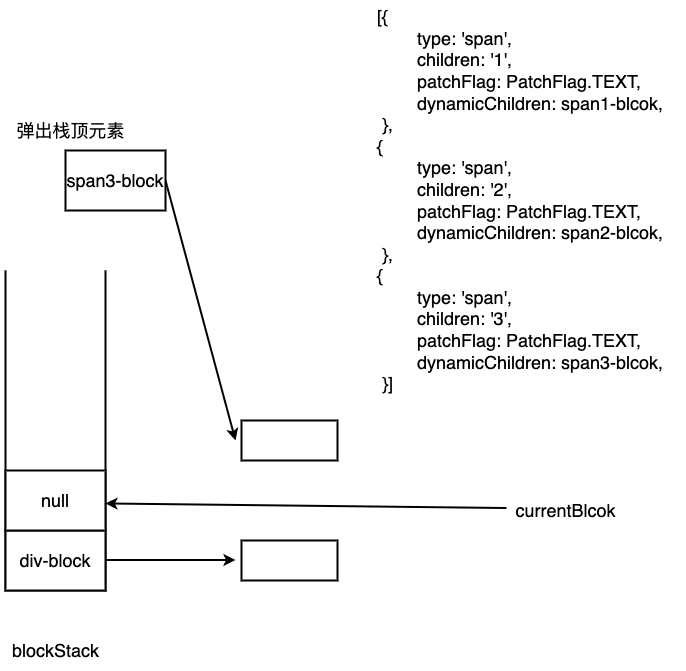 [{
type: 'span',
children: '1',
patchFlag: PatchFlag.TEXT,
dynamicChildren: span1-blcok,
},
{
type: 'span',
children: '2',
patchFlag: PatchFlag.TEXT,
dynamicChildren: span2-blcok,
},
{
type: 'span',
children: '3',
patchFlag: PatchFlag.TEXT,
dynamicChildren: span3-blcok,
}]
弹出栈顶元素
span3-block
null
currentBlcok
div-block
blockStack